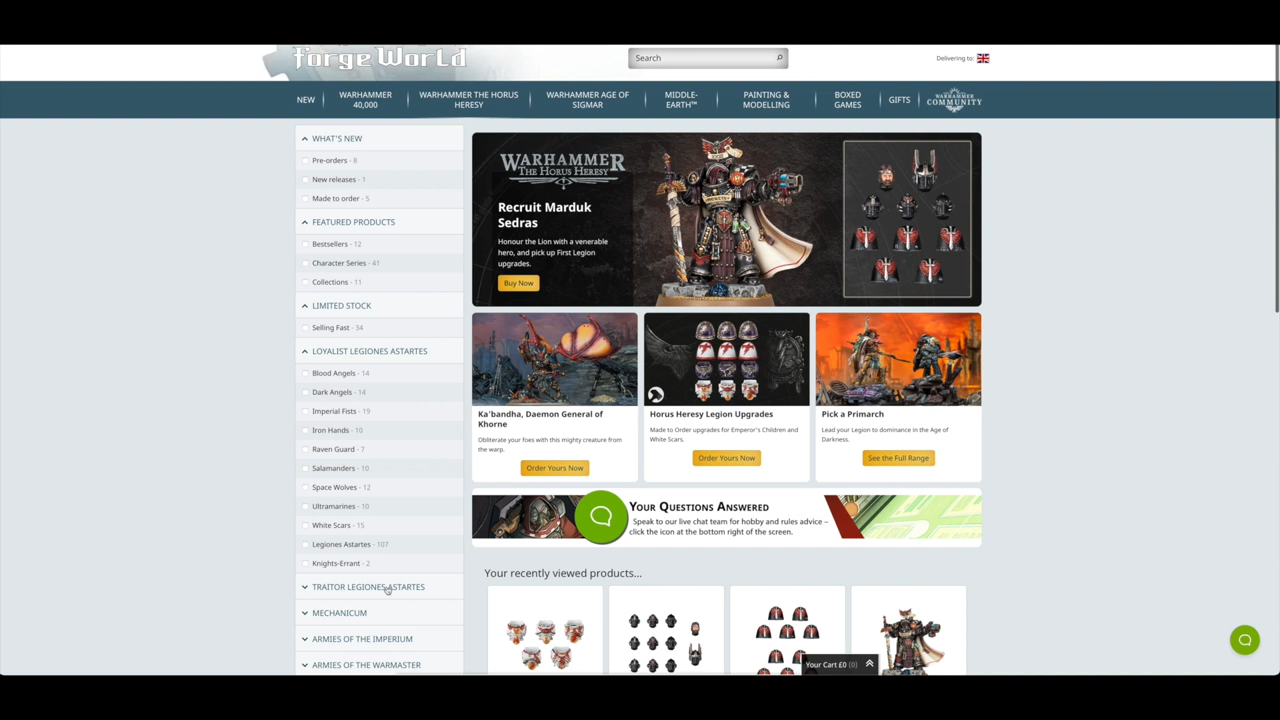 forgeWorld
Search
Delivering to:
NEW
WARHAMMER
40,000
WARHAMMER THE HORUS
HERESY
WARHAMMER AGE OF
SIGMAR
MIDDLE-
EARTH™
PAINTING &
MODELLING
BOXED
GAMES
GIFTS
WARHAMMER
COMMUNITY
WHAT'S NEW
Pre-orders - 8
New releases - 1
Made to order - 5
FEATURED PRODUCTS
Bestsellers - 12
Character Series - 41
Collections - 11
LIMITED STOCK
Selling Fast - 34
LOYALIST LEGIONES ASTARTES
Blood Angels - 14
Dark Angels - 14
Imperial Fists - 19
Iron Hands - 10
Raven Guard - 7
Salamanders - 10
Space Wolves - 12
Ultramarines - 10
White Scars - 15
Legiones Astartes - 107
Knights-Errant - 2
TRAITOR LEGIONES ASTARTES
MECHANICUM
ARMIES OF THE IMPERIUM
ARMIES OF THE WARMASTER
WARHAMMER
THE HORUS HERESY
Recruit Marduk
Sedras
Honour the Lion with a venerable
hero, and pick up First Legion
upgrades.
Buy Now
Ka'bandha, Daemon General of
Khorne
Obliterate your foes with this mighty creature from
the warp.
Order Yours Now
Horus Heresy Legion Upgrades
Made to Order upgrades for Emperor's Children and
White Scars.
Order Yours Now
Pick a Primarch
Lead your Legion to dominance in the Age of
Darkness.
See the Full Range
YOUR QUESTIONS ANSWERED
Speak to our live chat team for hobby and rules advice –
click the icon at the bottom right of the screen.
Your recently viewed products...
Your Cart £0 (0)